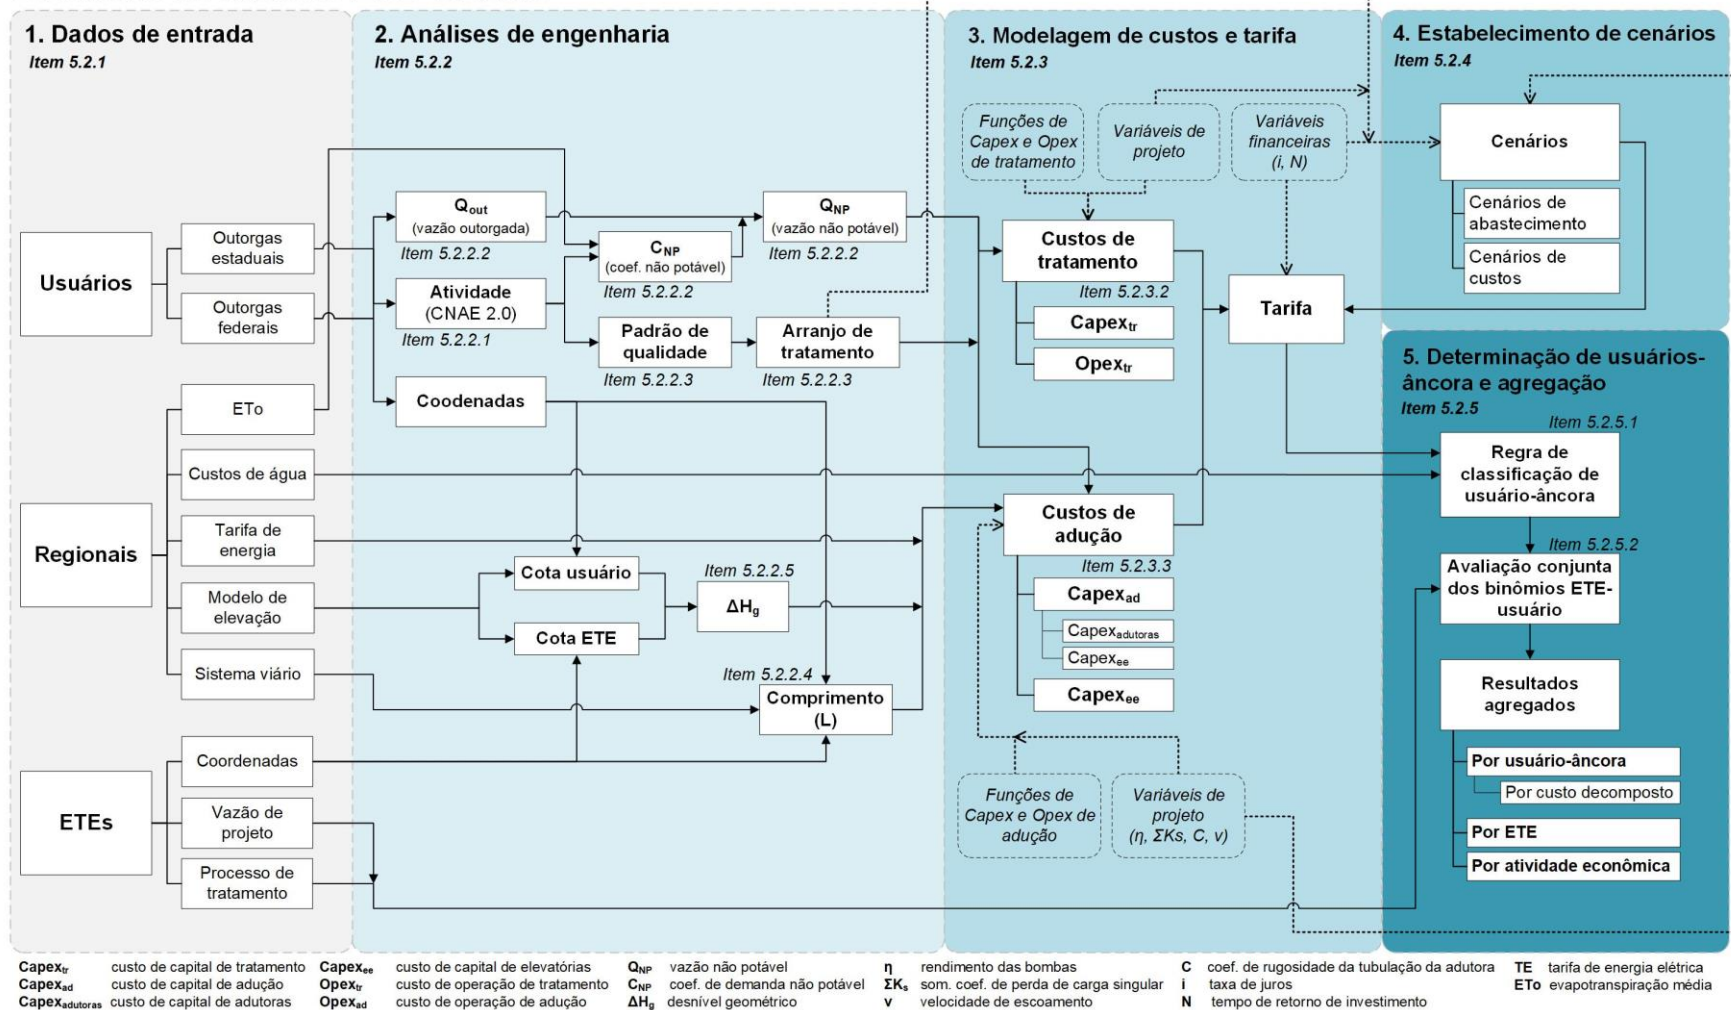 1. Dados de entrada
Item 5.2.1
Usuários
Outorgas
estaduais
Outorgas
federais
Regionais
ETo
Custos de água
Tarifa de
energia
Modelo de
elevação
Sistema viário
ETEs
Coordenadas
Vazão de
projeto
Processo de
tratamento
2. Análises de engenharia
Item 5.2.2
Qout
(vazão outorgada)
Item 5.2.2.2
Atividade
(CNAE 2.0)
Item 5.2.2.1
Coodenadas
CNP
(coef. não potável)
Item 5.2.2.2
Padrão de
qualidade
Item 5.2.2.3
QNP
(vazão não potável)
Item 5.2.2.2
Arranjo de
tratamento
Item 5.2.2.3
Cota usuário
Cota ETE
Item 5.2.2.5
ΔHg
Item 5.2.2.4
Comprimento
(L)
3. Modelagem de custos e tarifa
Item 5.2.3
Funções de
Capex e Opex
de tratamento
Variáveis de
projeto
Variáveis
financeiras
(i, N)
Custos de
tratamento
Item 5.2.3.2
Capextr
Opextr
Tarifa
Custos de
adução
Item 5.2.3.3
Capexad
Capexadutoras
Capexee
Capexee
Funções de
Capex e Opex de
adução
Variáveis de
projeto
(η, ΣKs, C, v)
4. Estabelecimento de cenários
Item 5.2.4
Cenários
Cenários de
abastecimento
Cenários de
custos
5. Determinação de usuários-
âncora e agregação
Item 5.2.5
Item 5.2.5.1
Regra de
classificação de
usuário-âncora
Item 5.2.5.2
Avaliação conjunta
dos binômios ETE-
usuário
Resultados
agregados
Por usuário-âncora
Por custo decomposto
Por ETE
Por atividade econômica
Capextr custo de capital de tratamento
Capexad custo de capital de adução
Capexadutoras custo de capital de adutoras
Capexee custo de capital de elevatórias
Opextr custo de operação de tratamento
Opexad custo de operação de adução
QNP vazão não potável
CNP coef. de demanda não potável
ΔHg desnível geométrico
η rendimento das bombas
ΣKs som. coef. de perda de carga singular
v velocidade de escoamento
C coef. de rugosidade da tubulação da adutora
i taxa de juros
N tempo de retorno de investimento
TE tarifa de energia elétrica
ETo evapotranspiração média